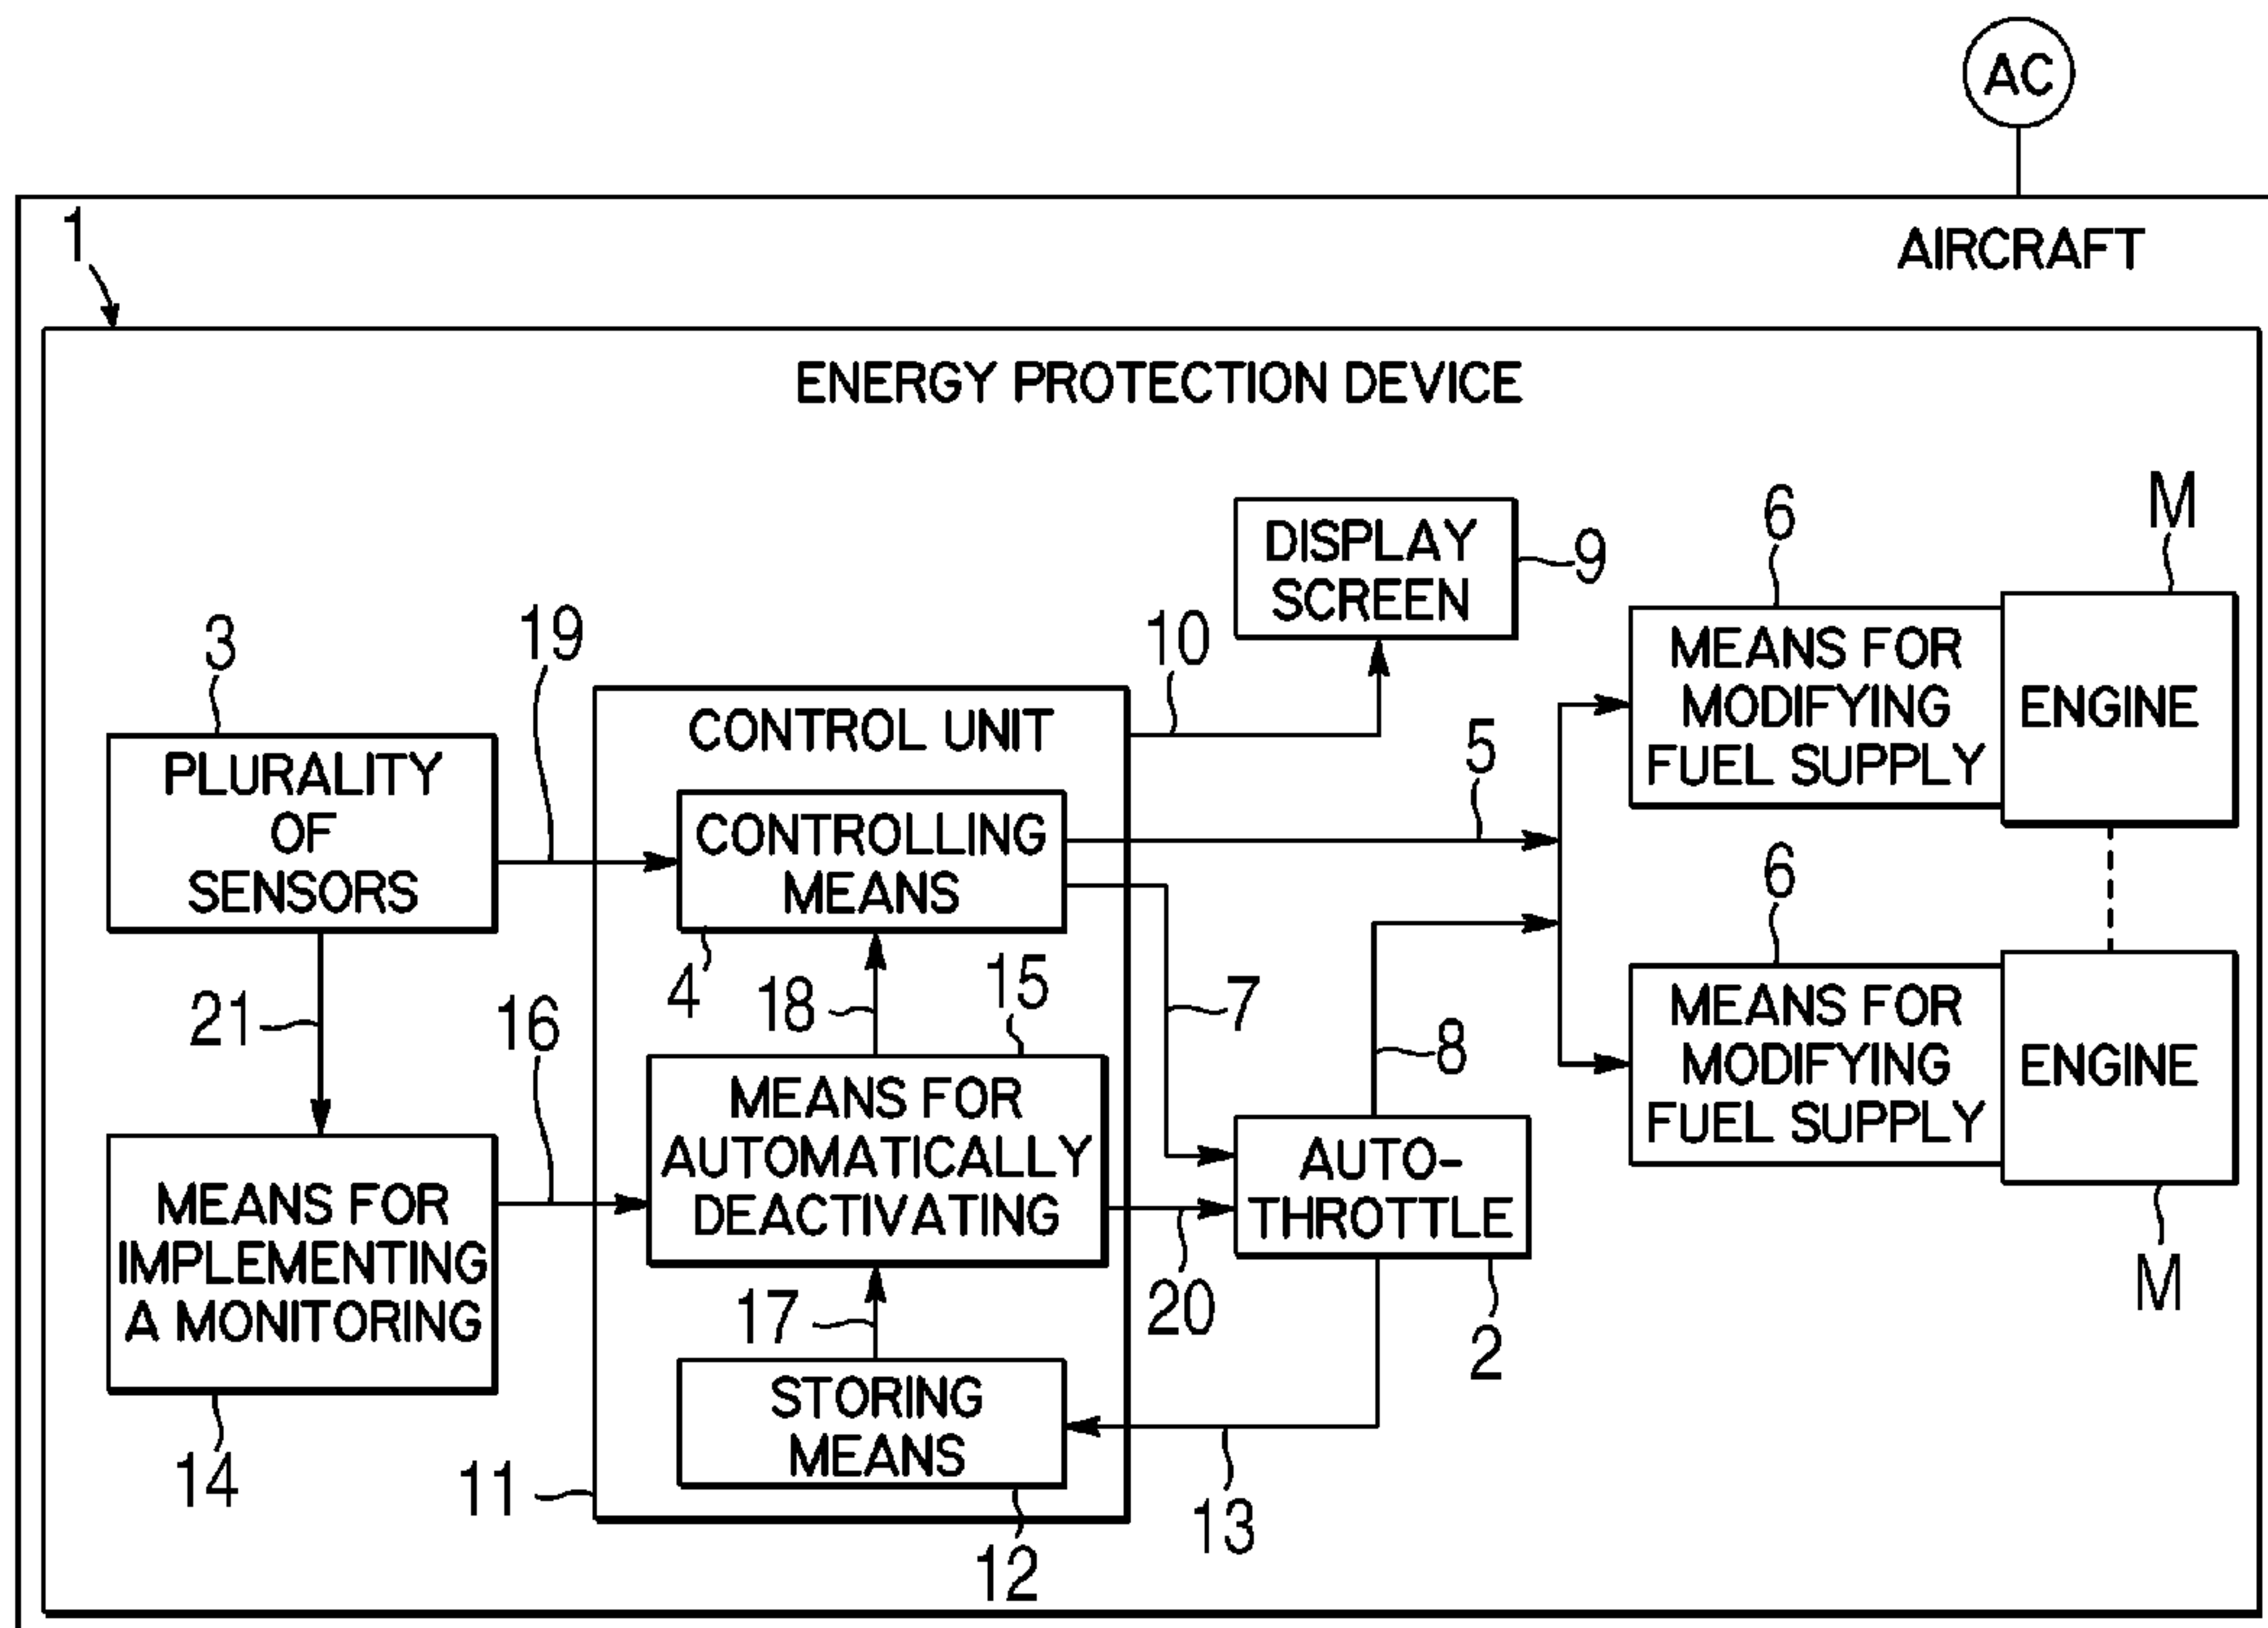 AC
1
AIRCRAFT
ENERGY PROTECTION DEVICE
DISPLAY
SCREEN
9
6
M
MEANS FOR
MODIFYING
FUEL SUPPLY
ENGINE
3
19
10
5
PLURALITY
OF
SENSORS
CONTROL UNIT
CONTROLLING
MEANS
4
18
15
7
8
6
MEANS FOR
MODIFYING
FUEL SUPPLY
ENGINE
M
21
16
MEANS FOR
AUTOMATICALLY
DEACTIVATING
AUTO-
THROTTLE
MEANS FOR
IMPLEMENTING
A MONITORING
17
20
2
STORING
MEANS
14
11
12
13